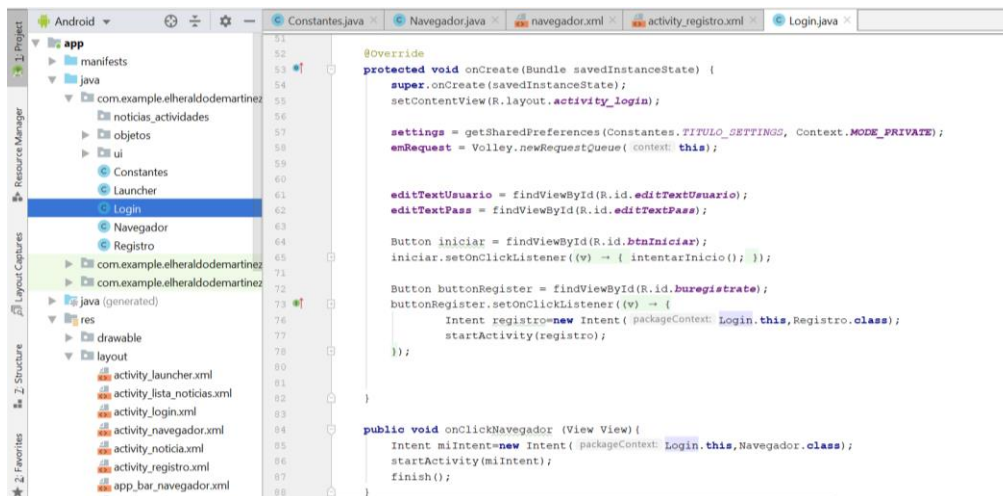 1: Project
Resource Manager
Layout Captures
7: Structure
2: Favorites
Android
app
manifests
java
com.example.elheraldodemartinez
noticias_actividades
objetos
ui
Constantes
Launcher
Login
Navegador
Registro
com.example.elheraldodemartinez
com.example.elheraldodemartinez
java (generated)
res
drawable
layout
activity_launcher.xml
activity_lista_noticias.xml
activity_login.xml
activity_navegador.xml
activity_noticia.xml
activity_registro.xml
app_bar_navegador.xml
Constantes.java
Navegador.java
navegador.xml
activity_registro.xml
Login.java
51
52 @Override
53 protected void onCreate(Bundle savedInstanceState) {
54 super.onCreate(savedInstanceState);
55 setContentView(R.layout.activity_login);
56
57 settings = getSharedPreferences(Constantes.TITULO_SETTINGS, Context.MODE_PRIVATE);
58 emRequest = Volley.newRequestQueue( context: this);
59
60
61 editTextUsuario = findViewById(R.id.editTextUsuario);
62 editTextPass = findViewById(R.id.editTextPass);
63
64 Button iniciar = findViewById(R.id.btnIniciar);
65 iniciar.setOnClickListener((v) → { intentarInicio(); });
71
72 Button buttonRegister = findViewById(R.id.buregistrate);
73 buttonRegister.setOnClickListener((v) → {
76 Intent registro=new Intent( packageContext: Login.this,Registro.class);
77 startActivity(registro);
78 });
80
81
82 }
83
84 public void onClickNavegador (View View){
85 Intent miIntent=new Intent( packageContext: Login.this,Navegador.class);
86 startActivity(miIntent);
87 finish();
88 }